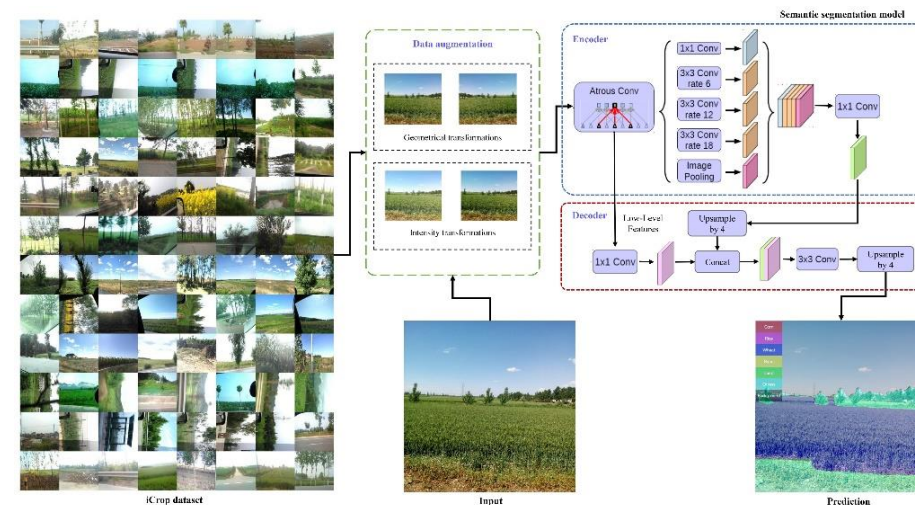 Semantic segmentation model
Data augmentation
Geometrical transformations
Intensity transformations
Encoder
Atrous Conv
1x1 Conv
3x3 Conv
rate 6
3x3 Conv
rate 12
3x3 Conv
rate 18
Image
Pooling
1x1 Conv
Decoder
Low-Level
Features
Upsample
by 4
1x1 Conv
Concat
3x3 Conv
Upsample
by 4
Corn
Rice
Wheat
Others
Background
iCrop dataset
Input
Prediction